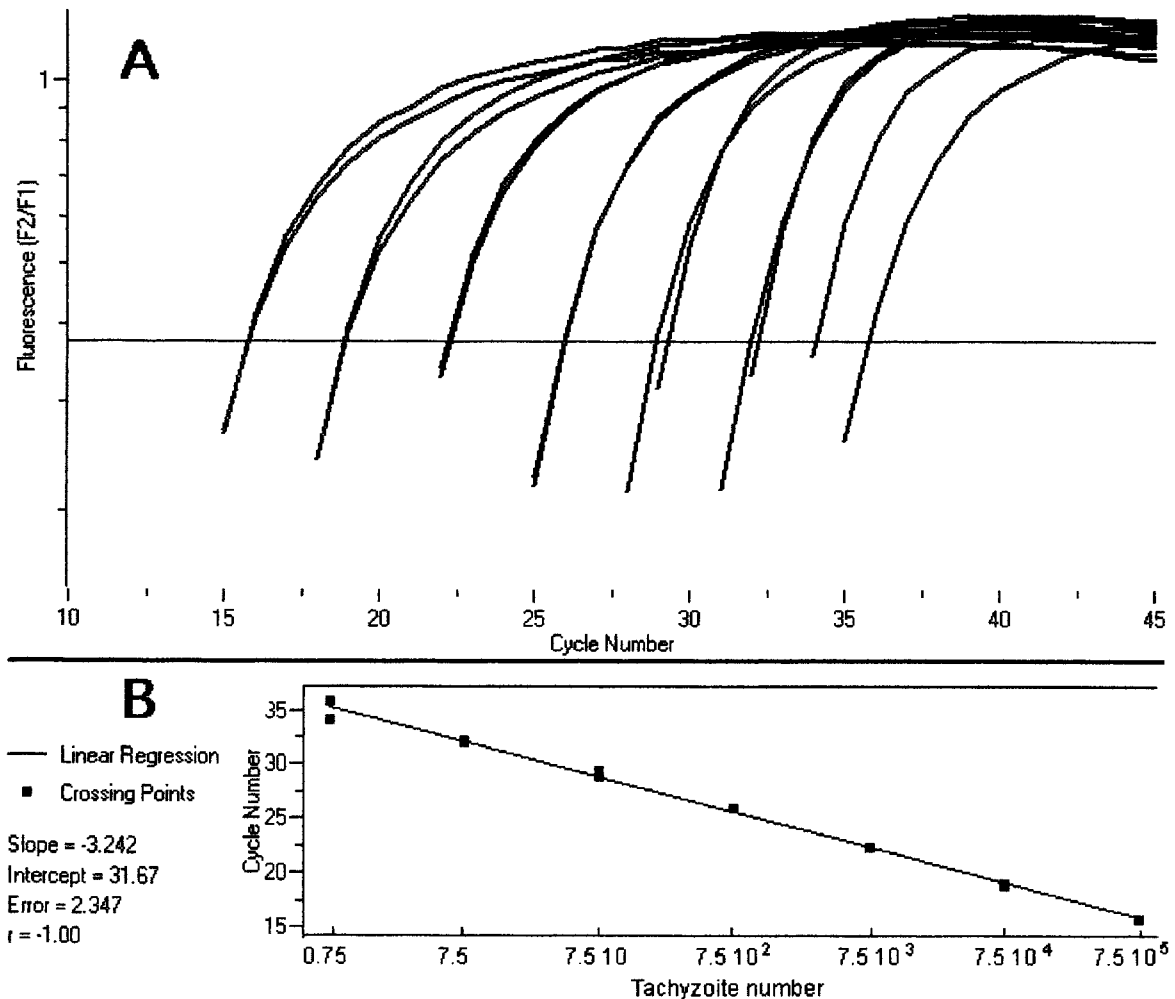 A
1
Fluorescence (F2/F1)
10 15 20 25 30 35 40 45
Cycle Number
B
Linear Regression
Crossing Points
Slope = -3.242
Intercept = 31.67
Error = 2.347
r = -1.00
Cycle Number
35
30
25
20
15
0.75 7.5 7.5 10 7.5 10² 7.5 10³ 7.5 10⁴ 7.5 10⁵
Tachyzoite number